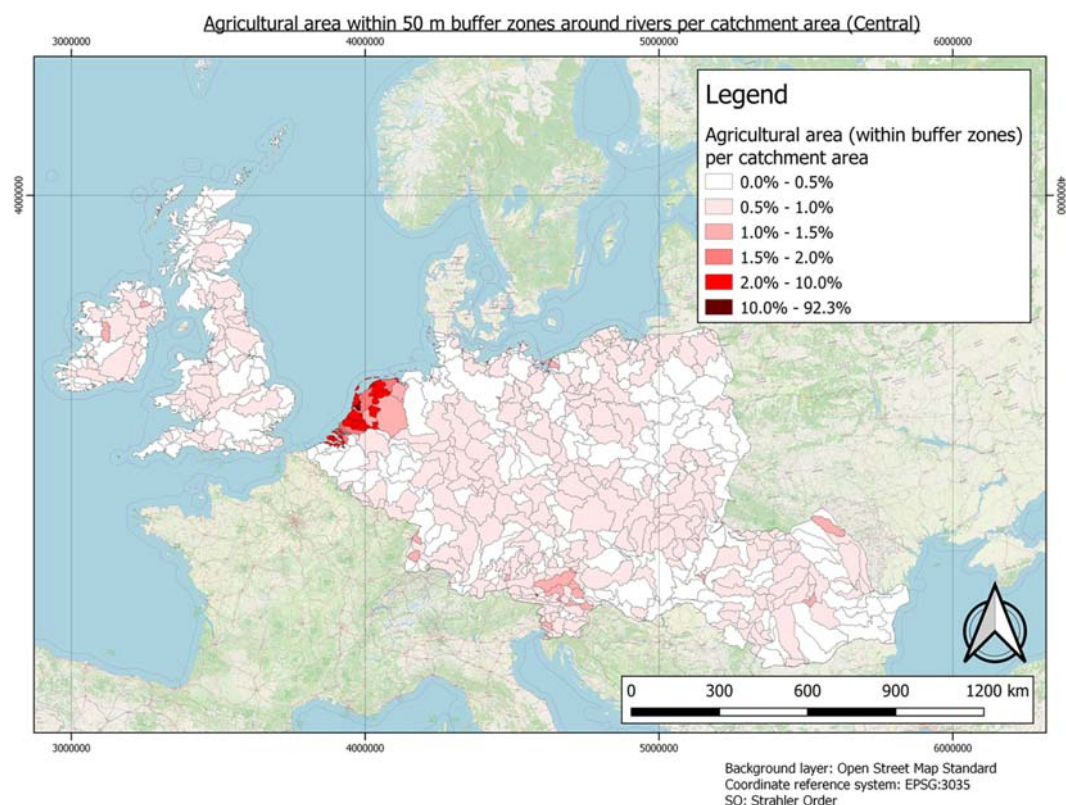 Agricultural area within 50 m buffer zones around rivers per catchment area (Central)
3000000
4000000
5000000
6000000
4000000
4000000
Legend
Agricultural area (within buffer zones)
per catchment area
0.0% - 0.5%
0.5% - 1.0%
1.0% - 1.5%
1.5% - 2.0%
2.0% - 10.0%
10.0% - 92.3%
0
300
600
900
1200 km
3000000
4000000
5000000
6000000
Background layer: Open Street Map Standard
Coordinate reference system: EPSG:3035
SO: Strahler Order